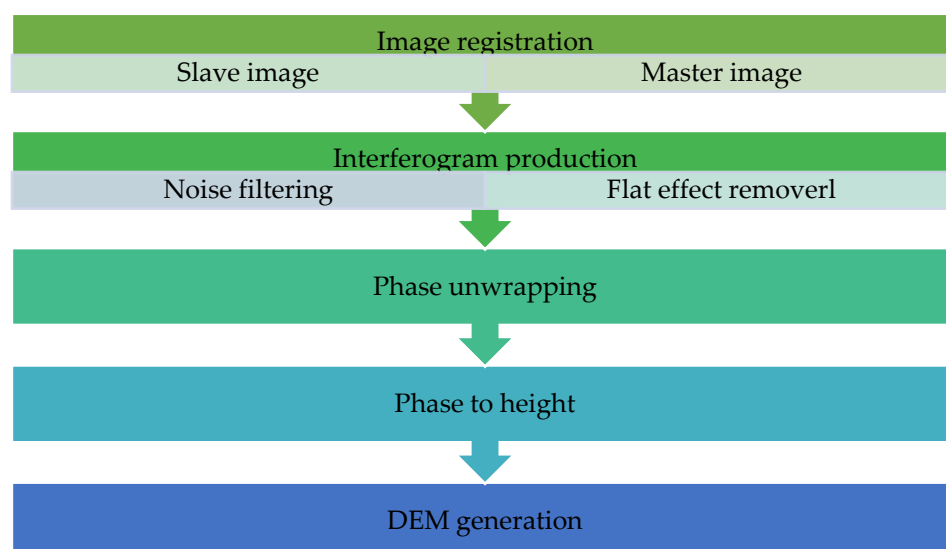 Image registration
Slave image Master image
Interferogram production
Noise filtering Flat effect removerl
Phase unwrapping
Phase to height
DEM generation